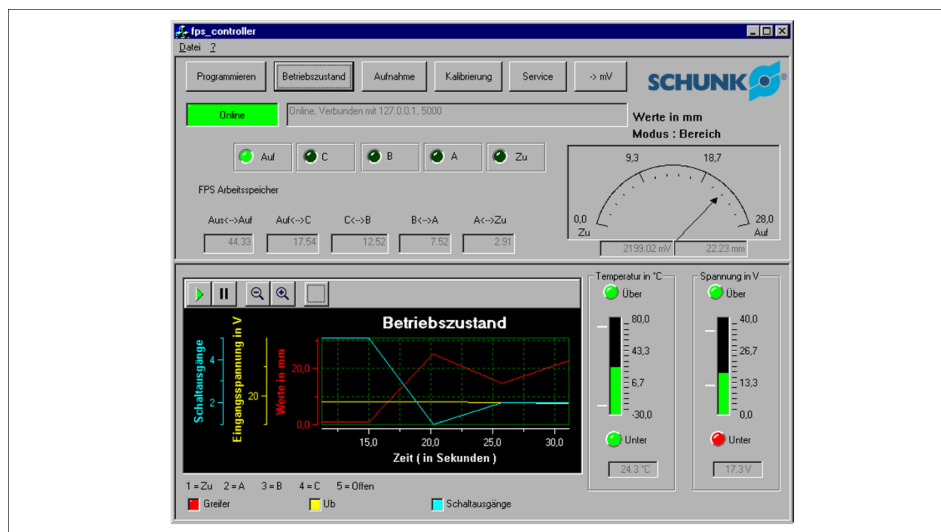 fps_controller
Datei ?
Programmieren Betriebszustand Aufnahme Kalibrierung Service -> mV
SCHUNK ®
Online Online, Verbunden mit 127.0.0.1, 5000
Werte in mm
Modus : Bereich
Auf C B A Zu
9,3 18,7
0,0 28,0
Zu Auf
2199,02 mV 22.23 mm
FPS Arbeitsspeicher
Aus<-->Auf Auf<-->C C<-->B B<-->A A<-->Zu
44.33 17.54 12.52 7.52 2.91
Betriebszustand
Schaltausgänge
4
2
Eingangsspannung in V
20
Werte in mm
20,0
0,0
15,0 20,0 25,0 30,0
Zeit ( in Sekunden )
1 = Zu 2 = A 3 = B 4 = C 5 = Offen
Greifer Ub Schaltausgänge
Temperatur in °C
Über
80,0
43,3
6,7
-30,0
Unter
24.3 °C
Spannung in V
Über
40,0
26,7
13,3
0,0
Unter
17.3 V